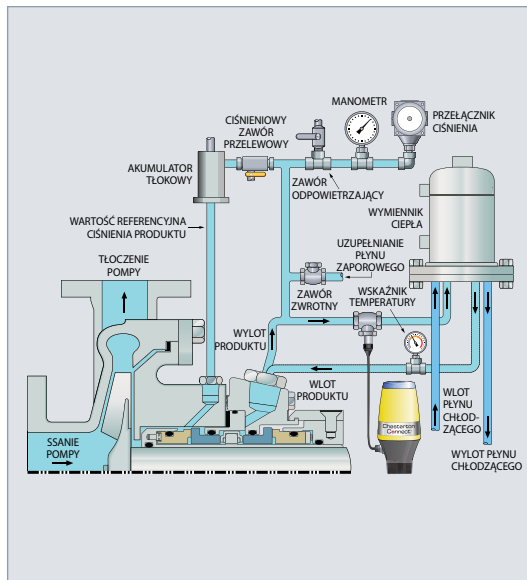 MANOMETR
CIŚNIENIOWY
ZAWÓR
PRZELEWOWY
PRZEŁĄCZNIK
CIŚNIENIA
AKUMULATOR
TŁOKOWY
ZAWÓR
ODPOWIETRZAJĄCY
WYMIENNIK
CIEPŁA
WARTOŚĆ REFERENCYJNA
CIŚNIENIA PRODUKTU
UZUPEŁNIANIE
PŁYNU
ZAPOROWEGO
TŁOCZENIE
POMPY
ZAWÓR
ZWROTNY
WSKAŹNIK
TEMPERATURY
WYLOT
PRODUKTU
WLOT
PRODUKTU
WLOT
PŁYNU
CHŁOD-
ZĄCEGO
Chesterton
Connect
SSANIE
POMPY
WYLOT PŁYNU
CHŁODZĄCEGO